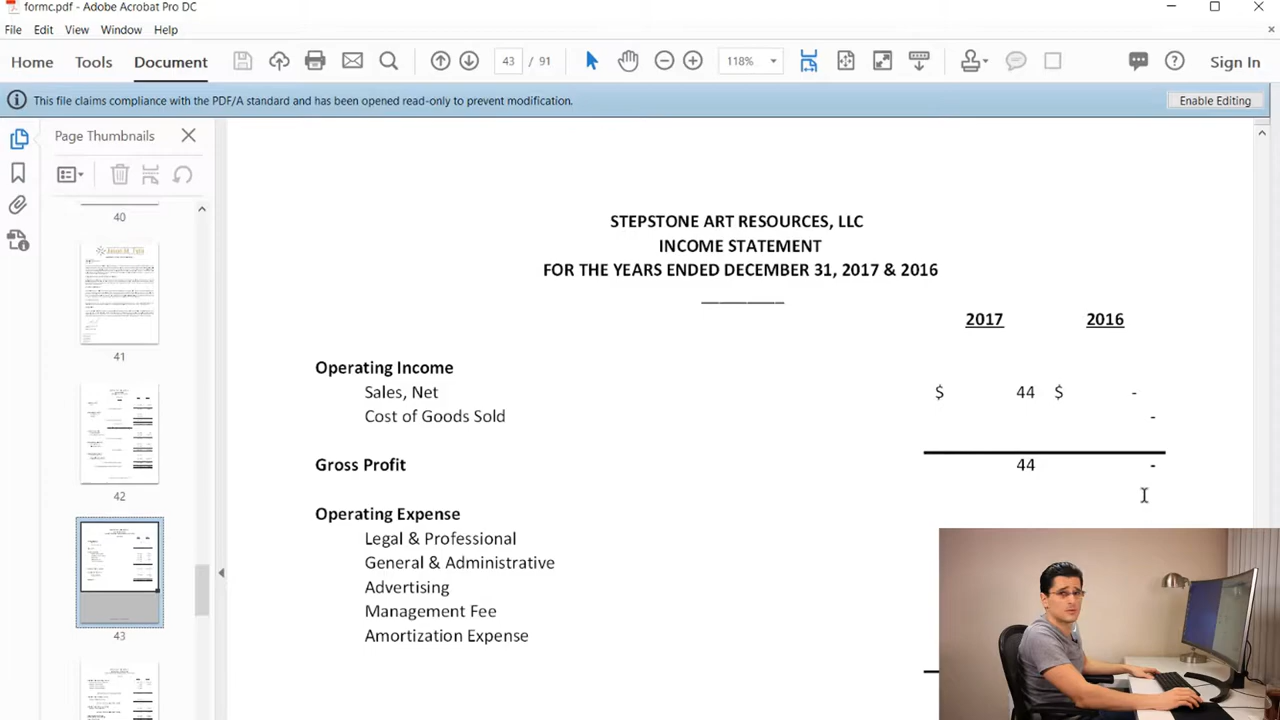 formc.pdf - Adobe Acrobat Pro DC
File Edit View Window Help
Home Tools Document 43 / 91 118% Sign In
This file claims compliance with the PDF/A standard and has been opened read-only to prevent modification. Enable Editing
Page Thumbnails
40
41
42
43
STEPSTONE ART RESOURCES, LLC
INCOME STATEMENT
FOR THE YEARS ENDED DECEMBER 31, 2017 & 2016
2017 2016
Operating Income
Sales, Net $ 44 $ -
Cost of Goods Sold -
Gross Profit 44 -
Operating Expense
Legal & Professional
General & Administrative
Advertising
Management Fee
Amortization Expense